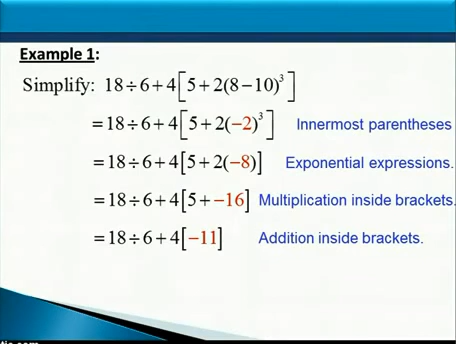 Example 1:
Simplify: 18 ÷ 6 + 4[5 + 2(8 − 10)³]
= 18 ÷ 6 + 4[5 + 2(−2)³] Innermost parentheses
= 18 ÷ 6 + 4[5 + 2(−8)] Exponential expressions.
= 18 ÷ 6 + 4[5 + −16] Multiplication inside brackets.
= 18 ÷ 6 + 4[−11] Addition inside brackets.